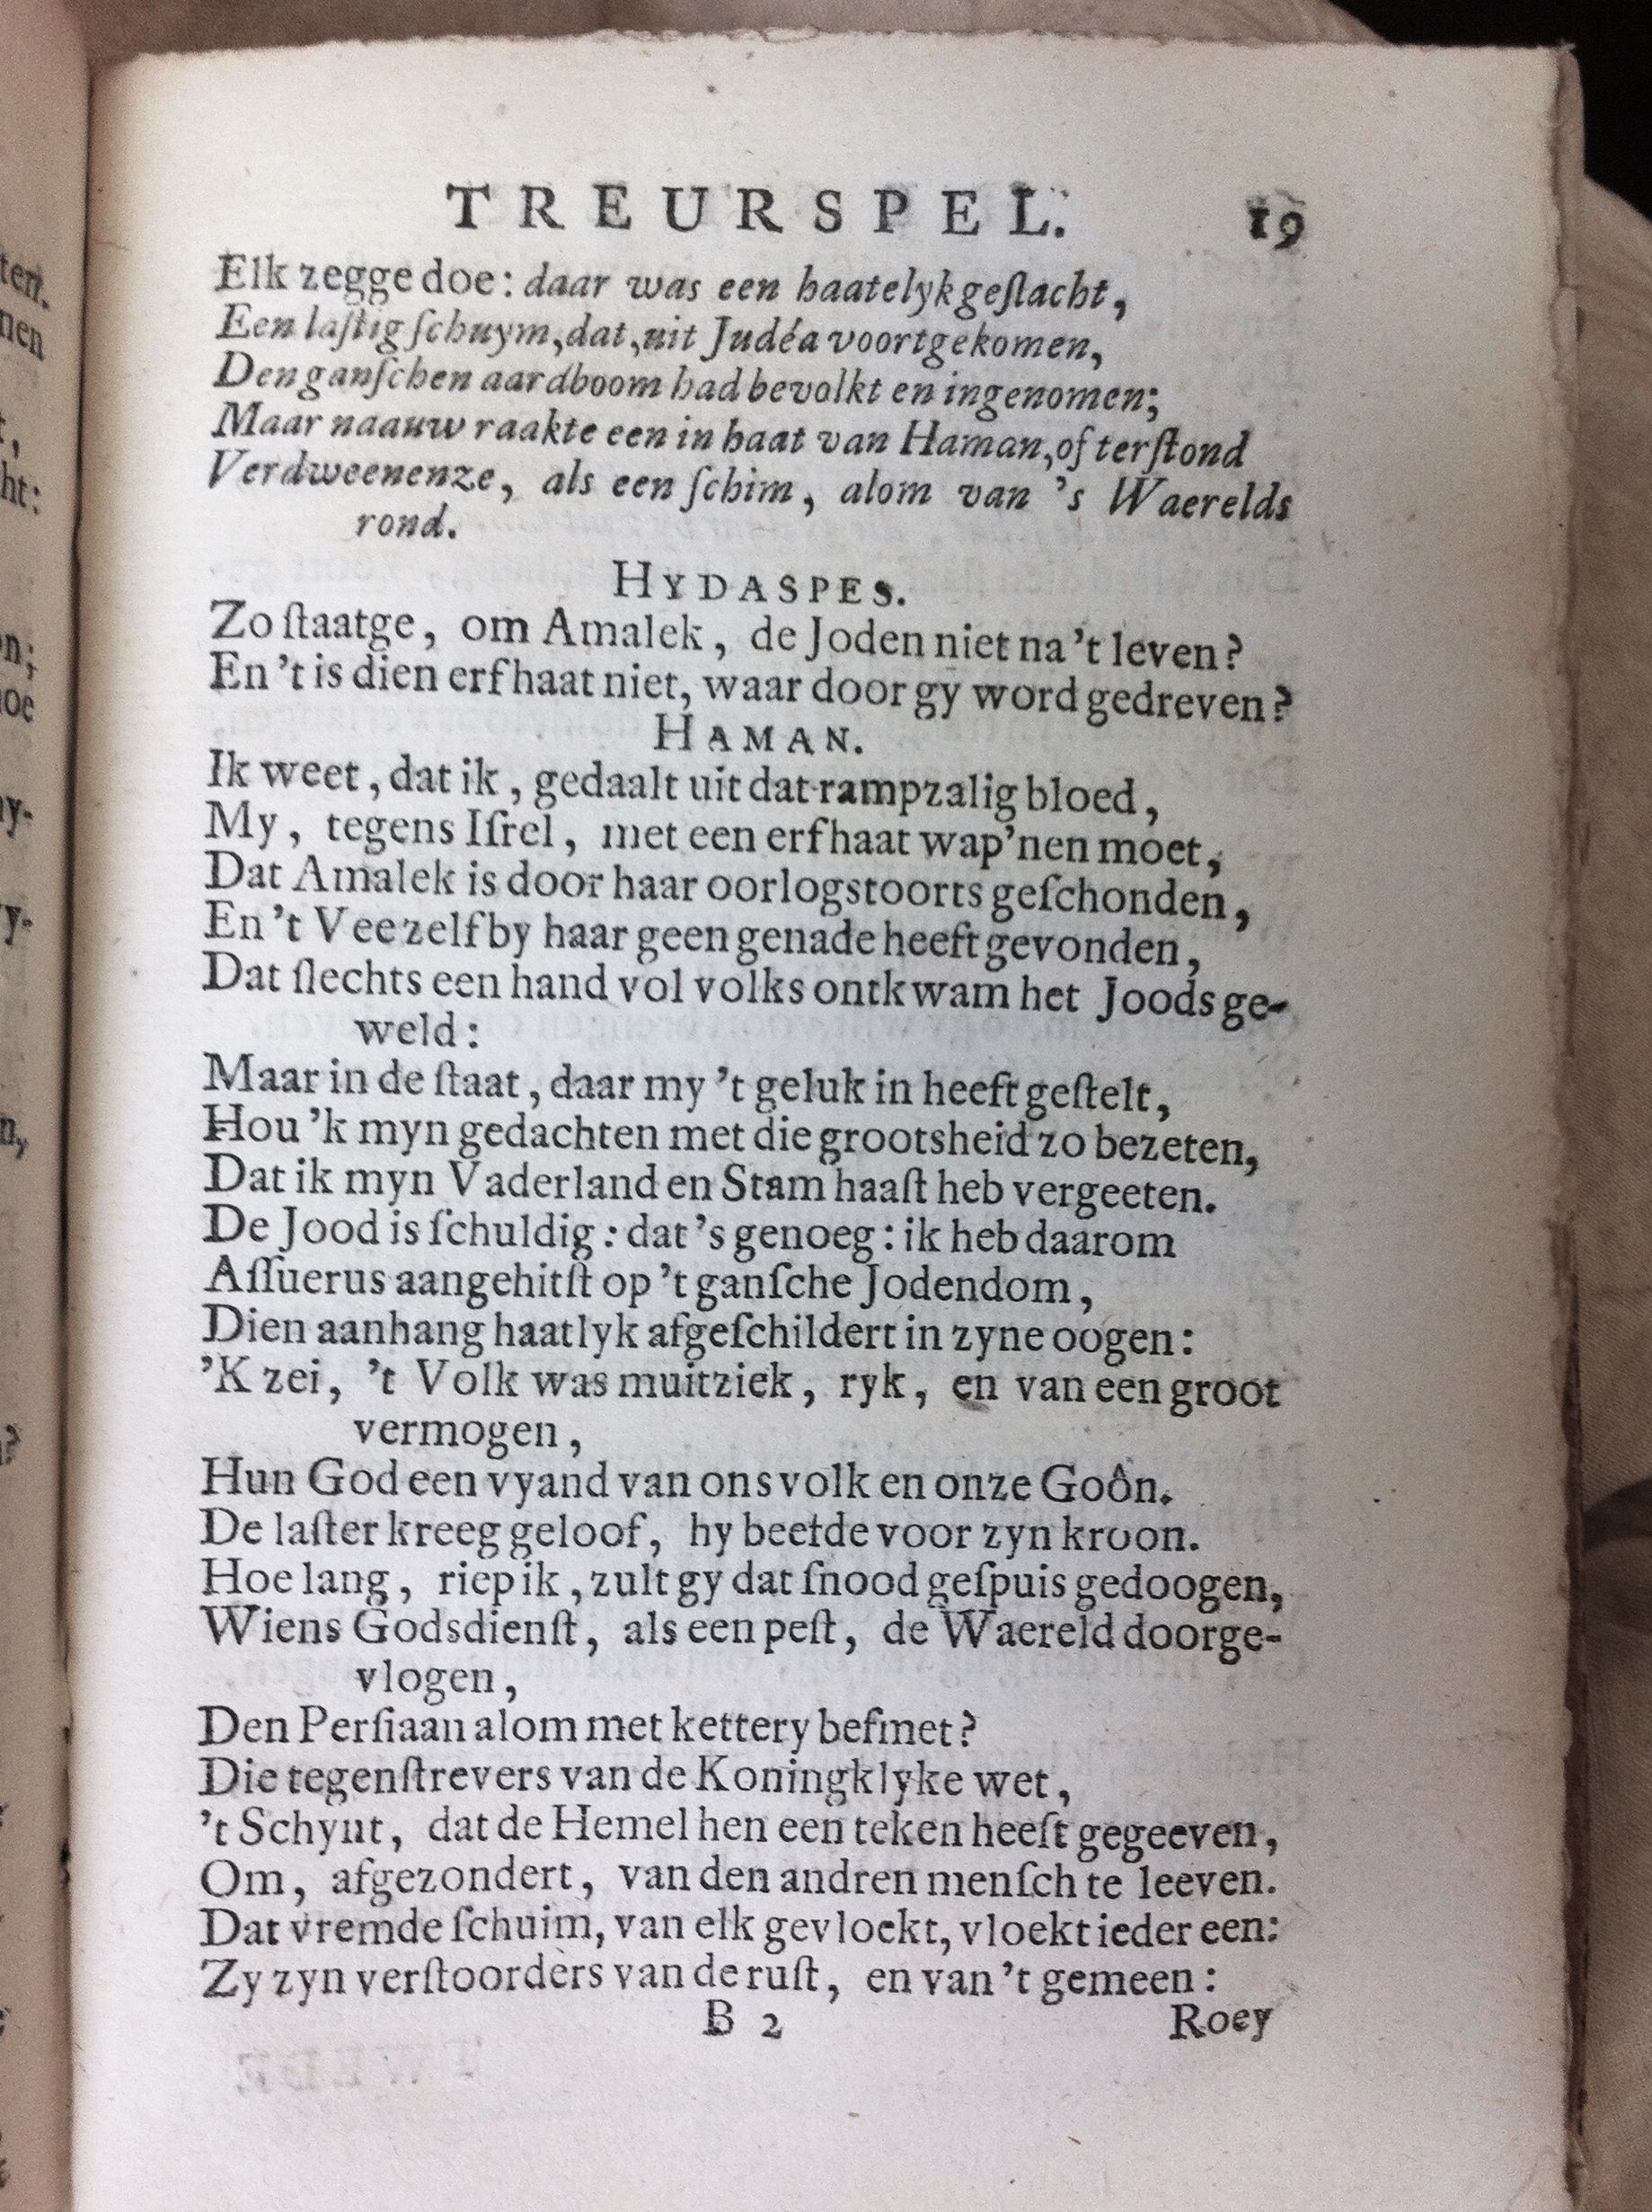 TREURSPEL. 19
Elk zegge doe: daar was een haatelyk geſlacht,
Een laſtig ſchuym, dat, uit Judéa voortgekomen,
Den ganſchen aardboom had bevolkt en ingenomen;
Maar naauw raakte een in haat van Haman, of terſtond
Verdweenenze, als een ſchim, alom van 's Waerelds
rond.
HYDASPES.
Zo ſtaatge, om Amalek, de Joden niet na 't leven?
En 't is dien erfhaat niet, waar door gy word gedreven?
HAMAN.
Ik weet, dat ik, gedaalt uit dat rampzalig bloed,
My, tegens Iſrel, met een erfhaat wap'nen moet,
Dat Amalek is door haar oorlogstoorts geſchonden,
En 't Vee zelf by haar geen genade heeft gevonden,
Dat ſlechts een hand vol volks ontkwam het Joods ge-
weld:
Maar in de ſtaat, daar my 't geluk in heeft geſtelt,
Hou 'k myn gedachten met die grootsheid zo bezeten,
Dat ik myn Vaderland en Stam haaſt heb vergeeten.
De Jood is ſchuldig: dat 's genoeg: ik heb daarom
Aſſuerus aangehitſt op 't ganſche Jodendom,
Dien aanhang haatlyk afgeſchildert in zyne oogen:
'K zei, 't Volk was muitziek, ryk, en van een groot
vermogen,
Hun God een vyand van ons volk en onze Goôn.
De laſter kreeg geloof, hy beefde voor zyn kroon.
Hoe lang, riep ik, zult gy dat ſnood geſpuis gedoogen,
Wiens Godsdienſt, als een peſt, de Waereld doorge-
vlogen,
Den Perſiaan alom met kettery beſmet?
Die tegenſtrevers van de Koningklyke wet,
't Schynt, dat de Hemel hen een teken heeft gegeeven,
Om, afgezondert, van den andren menſch te leeven.
Dat vremde ſchuim, van elk gevloekt, vloekt ieder een:
Zy zyn verſtoorders van de ruſt, en van 't gemeen:
B 2 Roey